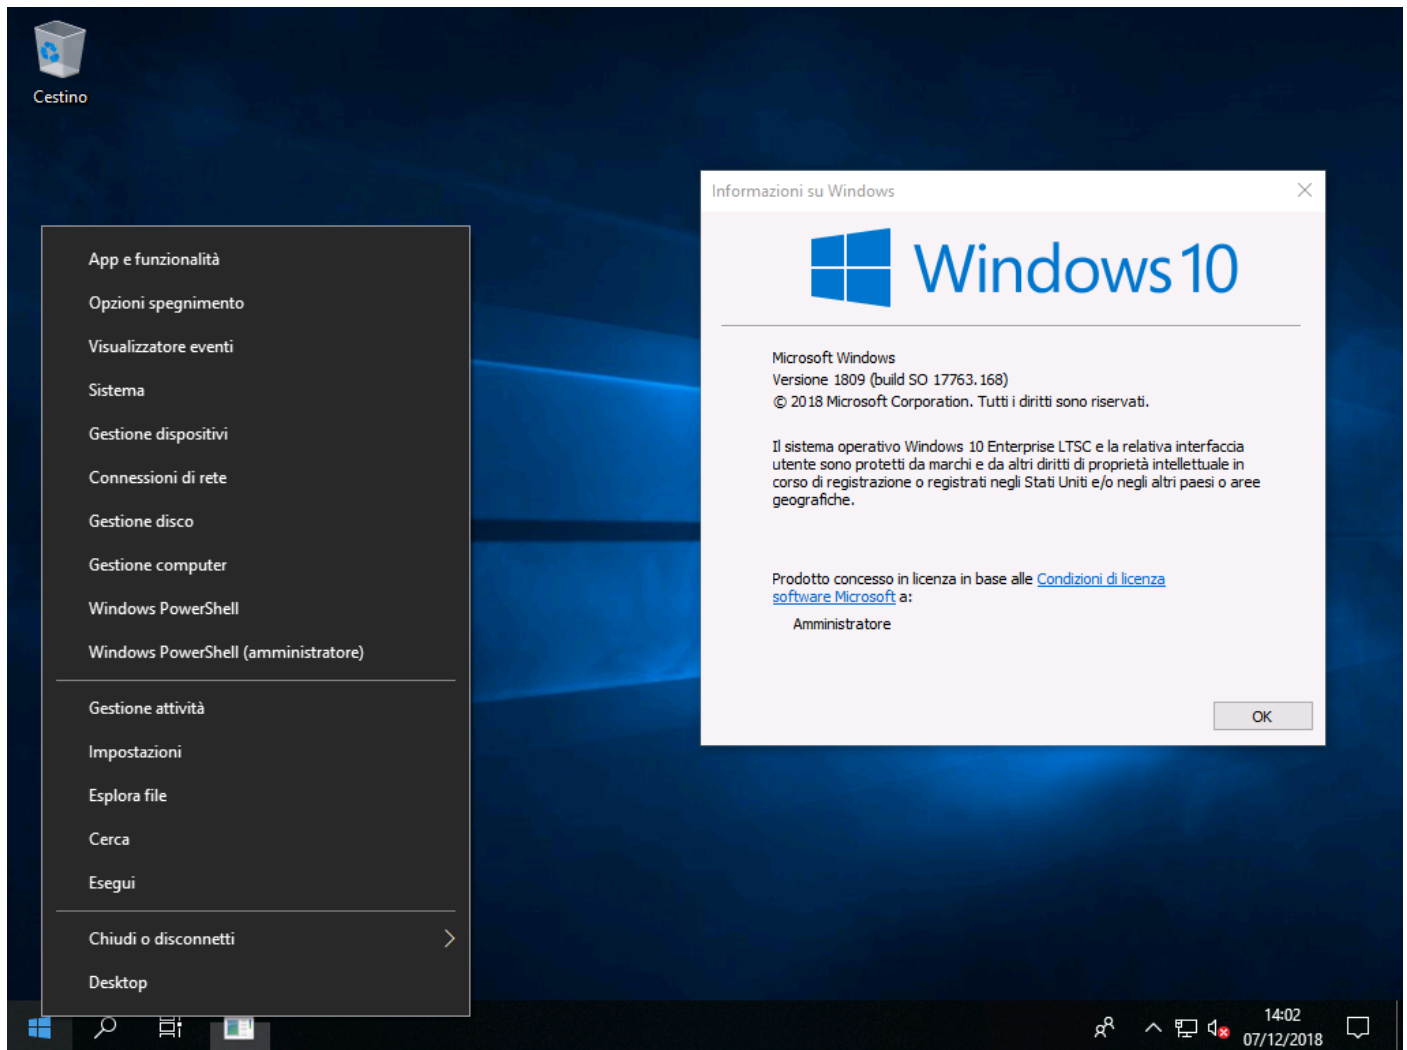 Cestino
App e funzionalità
Opzioni spegnimento
Visualizzatore eventi
Sistema
Gestione dispositivi
Connessioni di rete
Gestione disco
Gestione computer
Windows PowerShell
Windows PowerShell (amministratore)
Gestione attività
Impostazioni
Esplora file
Cerca
Esegui
Chiudi o disconnetti
Desktop
Informazioni su Windows
Windows 10
Microsoft Windows
Versione 1809 (build SO 17763.168)
© 2018 Microsoft Corporation. Tutti i diritti sono riservati.
Il sistema operativo Windows 10 Enterprise LTSC e la relativa interfaccia
utente sono protetti da marchi e da altri diritti di proprietà intellettuale in
corso di registrazione o registrati negli Stati Uniti e/o negli altri paesi o aree
geografiche.
Prodotto concesso in licenza in base alle Condizioni di licenza
software Microsoft a:
Amministratore
OK
14:02
07/12/2018